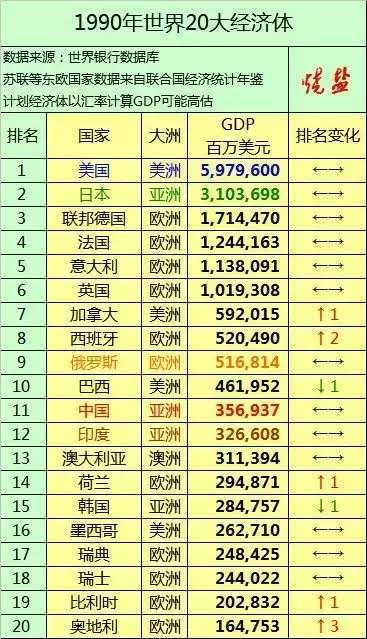 1990年世界20大经济体
数据来源：世界银行数据库
苏联等东欧国家数据来自联合国经济统计年鉴
计划经济体以汇率计算GDP可能高估
烧盐
排名 国家 大洲 GDP 百万美元 排名变化
1 美国 美洲 5,979,600 ←→
2 日本 亚洲 3,103,698 ←→
3 联邦德国 欧洲 1,714,470 ←→
4 法国 欧洲 1,244,163 ←→
5 意大利 欧洲 1,138,091 ←→
6 英国 欧洲 1,019,308 ←→
7 加拿大 美洲 592,015 ↑1
8 西班牙 欧洲 520,490 ↑2
9 俄罗斯 欧洲 516,814 ←→
10 巴西 美洲 461,952 ↓1
11 中国 亚洲 356,937 ←→
12 印度 亚洲 326,608 ←→
13 澳大利亚 澳洲 311,394 ←→
14 荷兰 欧洲 294,871 ↑1
15 韩国 亚洲 284,757 ↓1
16 墨西哥 美洲 262,710 ←→
17 瑞典 欧洲 248,425 ←→
18 瑞士 欧洲 244,022 ←→
19 比利时 欧洲 202,832 ↑1
20 奥地利 欧洲 164,753 ↑3